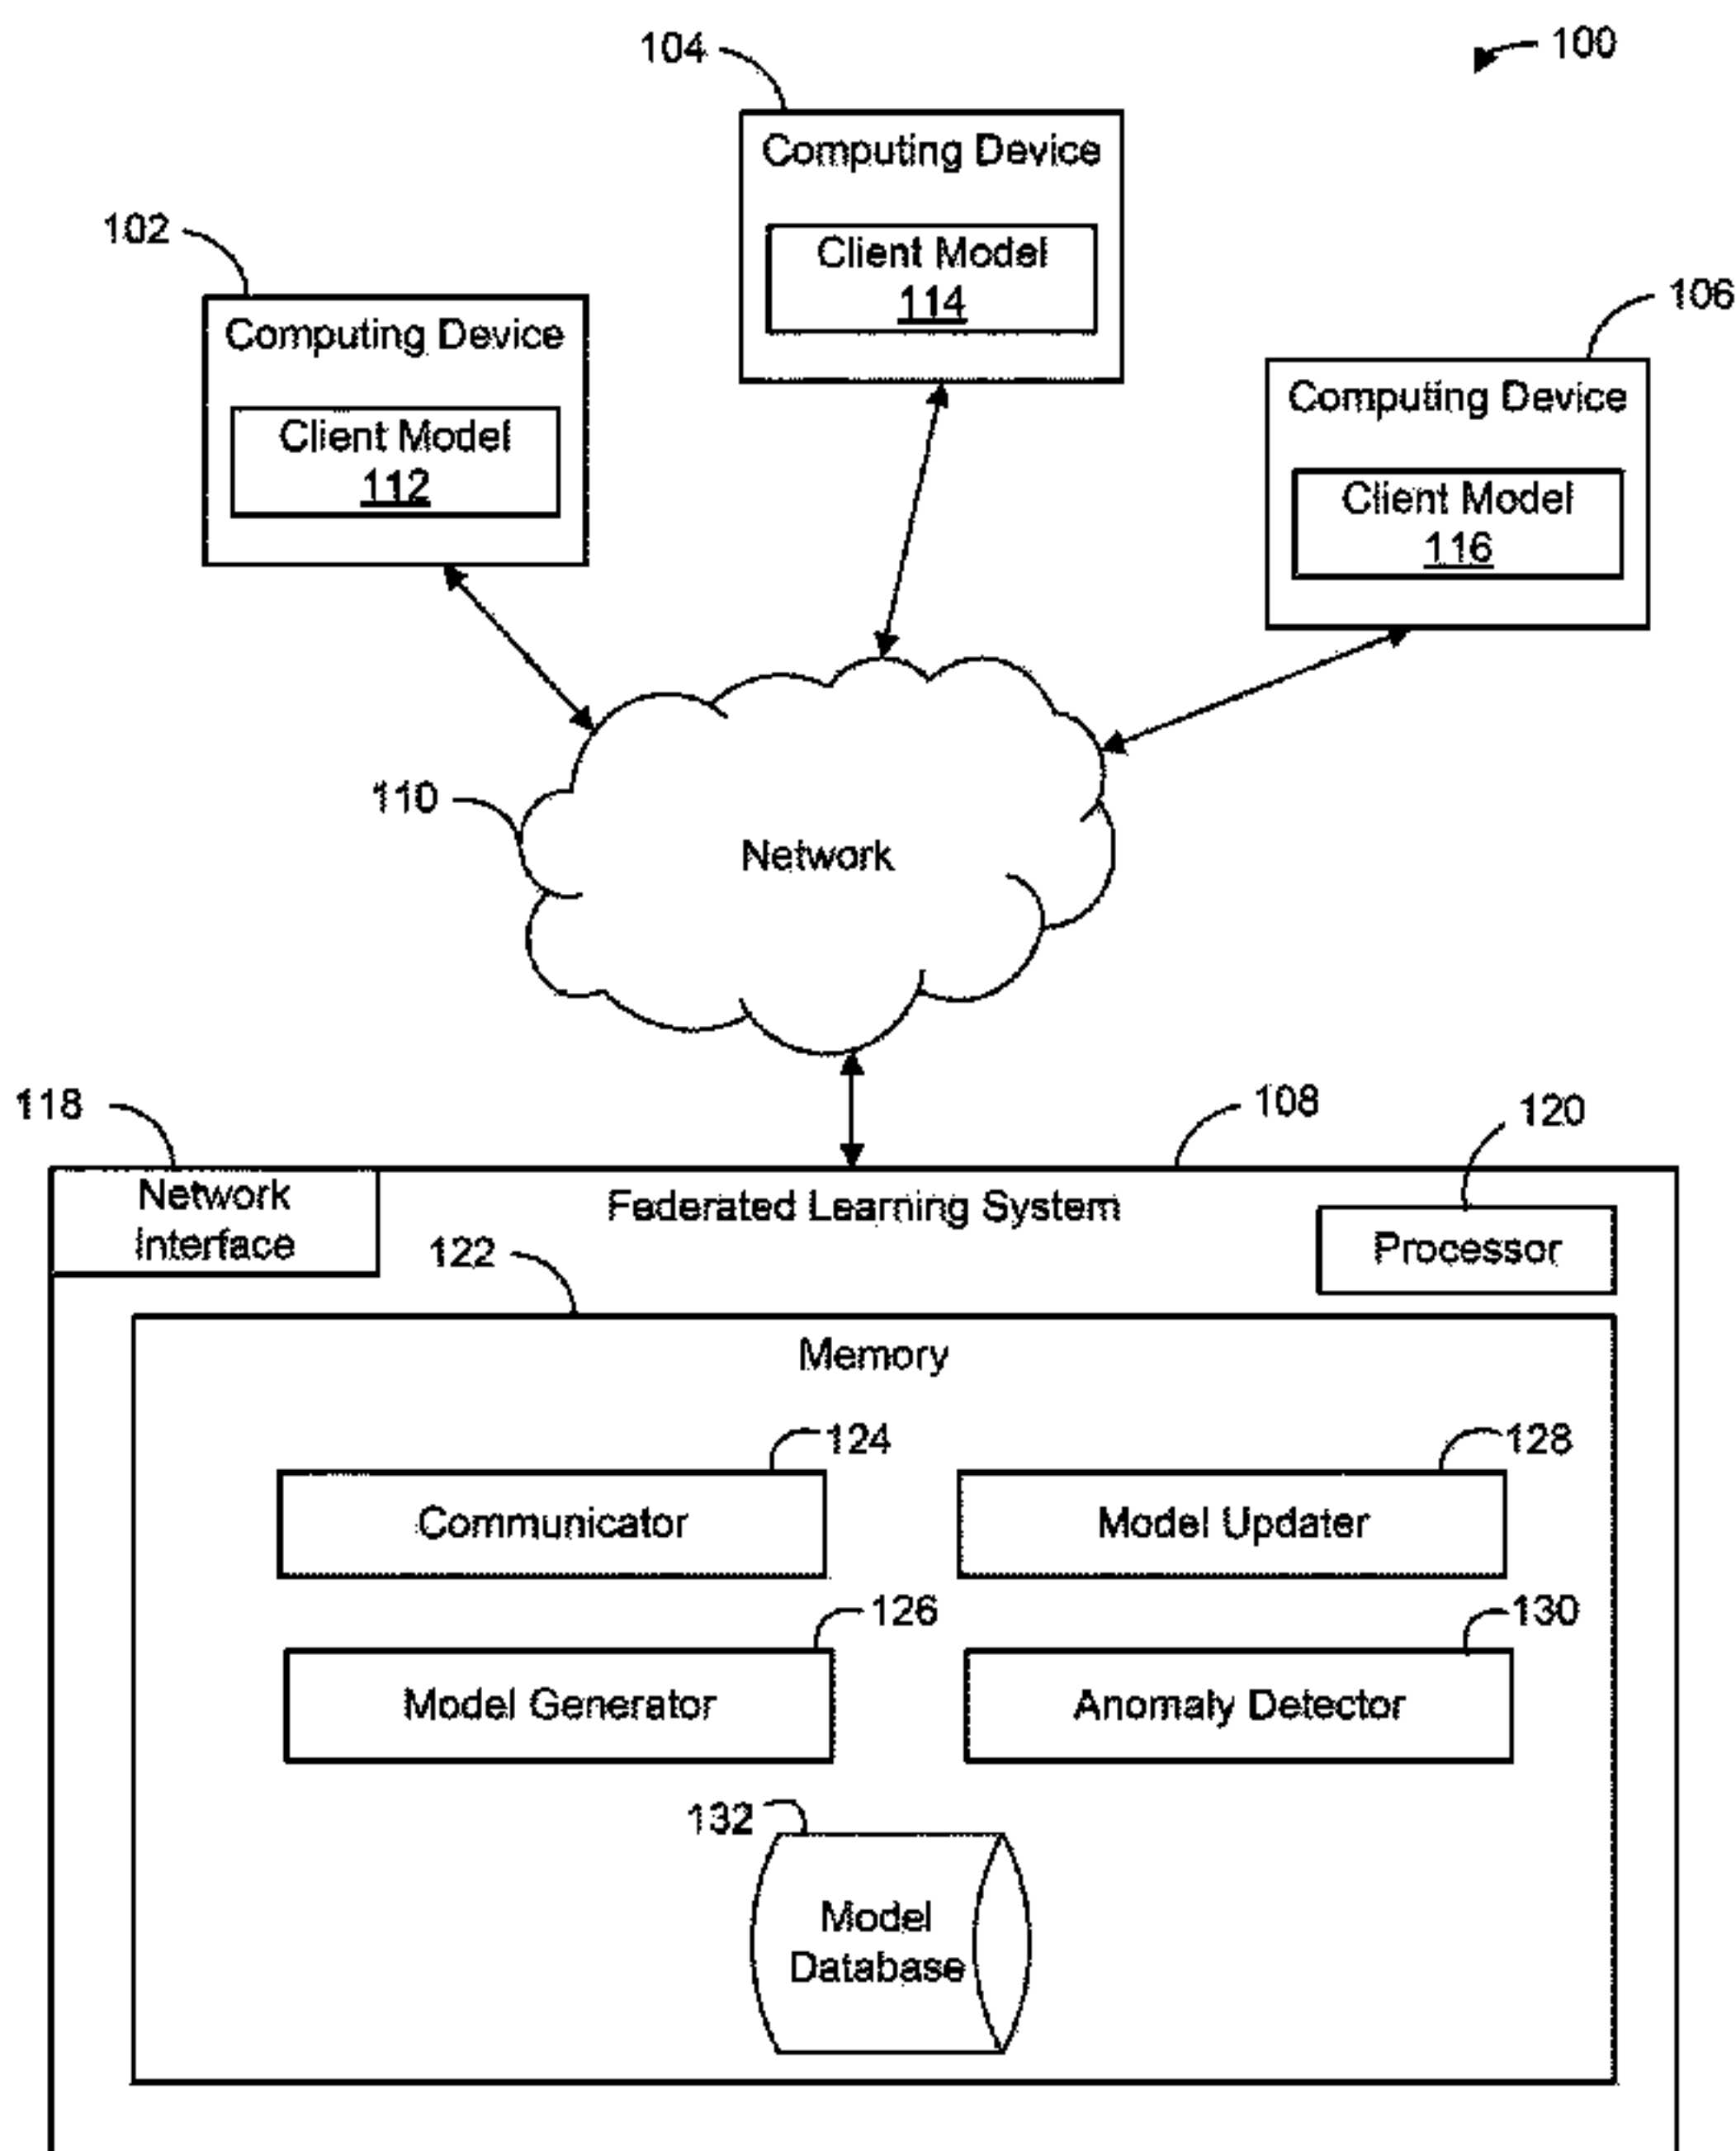 100
104
Computing Device
Client Model
114
102
Computing Device
Client Model
112
106
Computing Device
Client Model
116
110
Network
118
108
120
Network
Interface
Federated Learning System
Processor
122
Memory
124
Communicator
128
Model Updater
126
Model Generator
130
Anomaly Detector
132
Model
Database